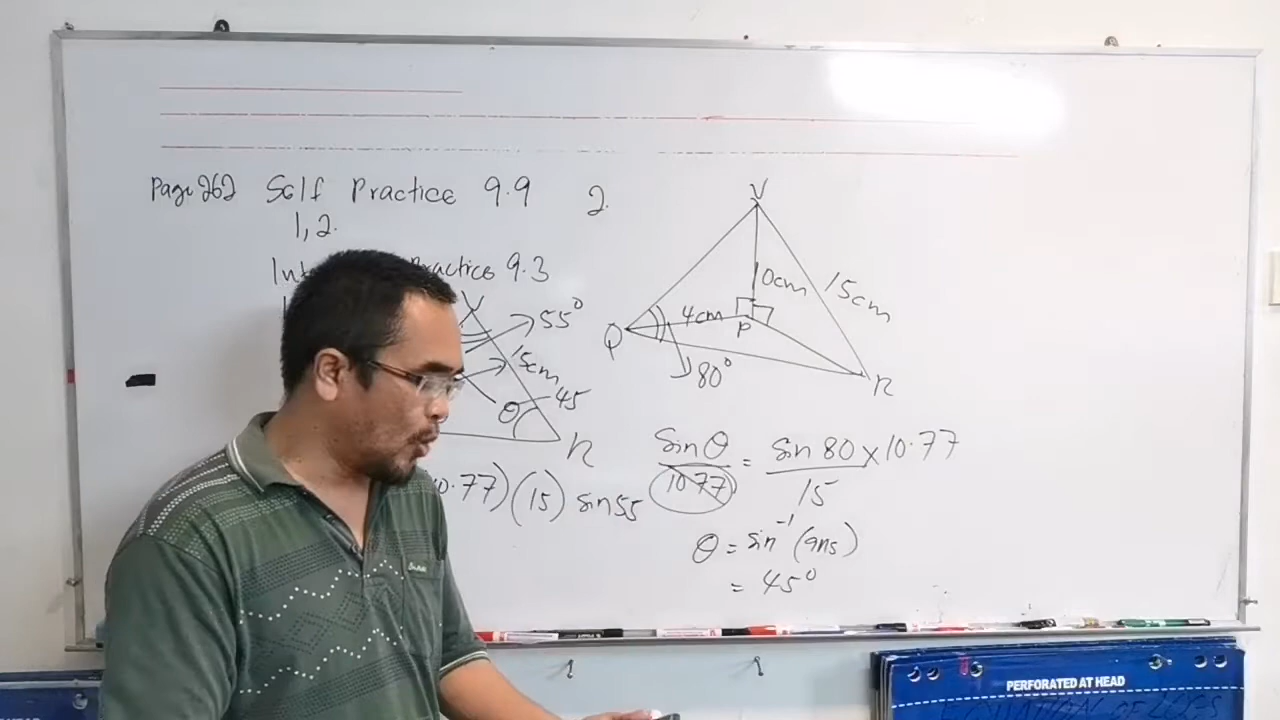 Page 262 Self Practice 9.9
1, 2.
Practice 9.3
2.
V
10cm
15cm
4cm
P
Q
80°
R
V
55°
15cm
θ
45
R
10.77)(15) sin 55
sin θ / 10.77 = sin 80 × 10.77 / 15
θ = sin⁻¹ (ans)
= 45°
PERFORATED AT HEAD